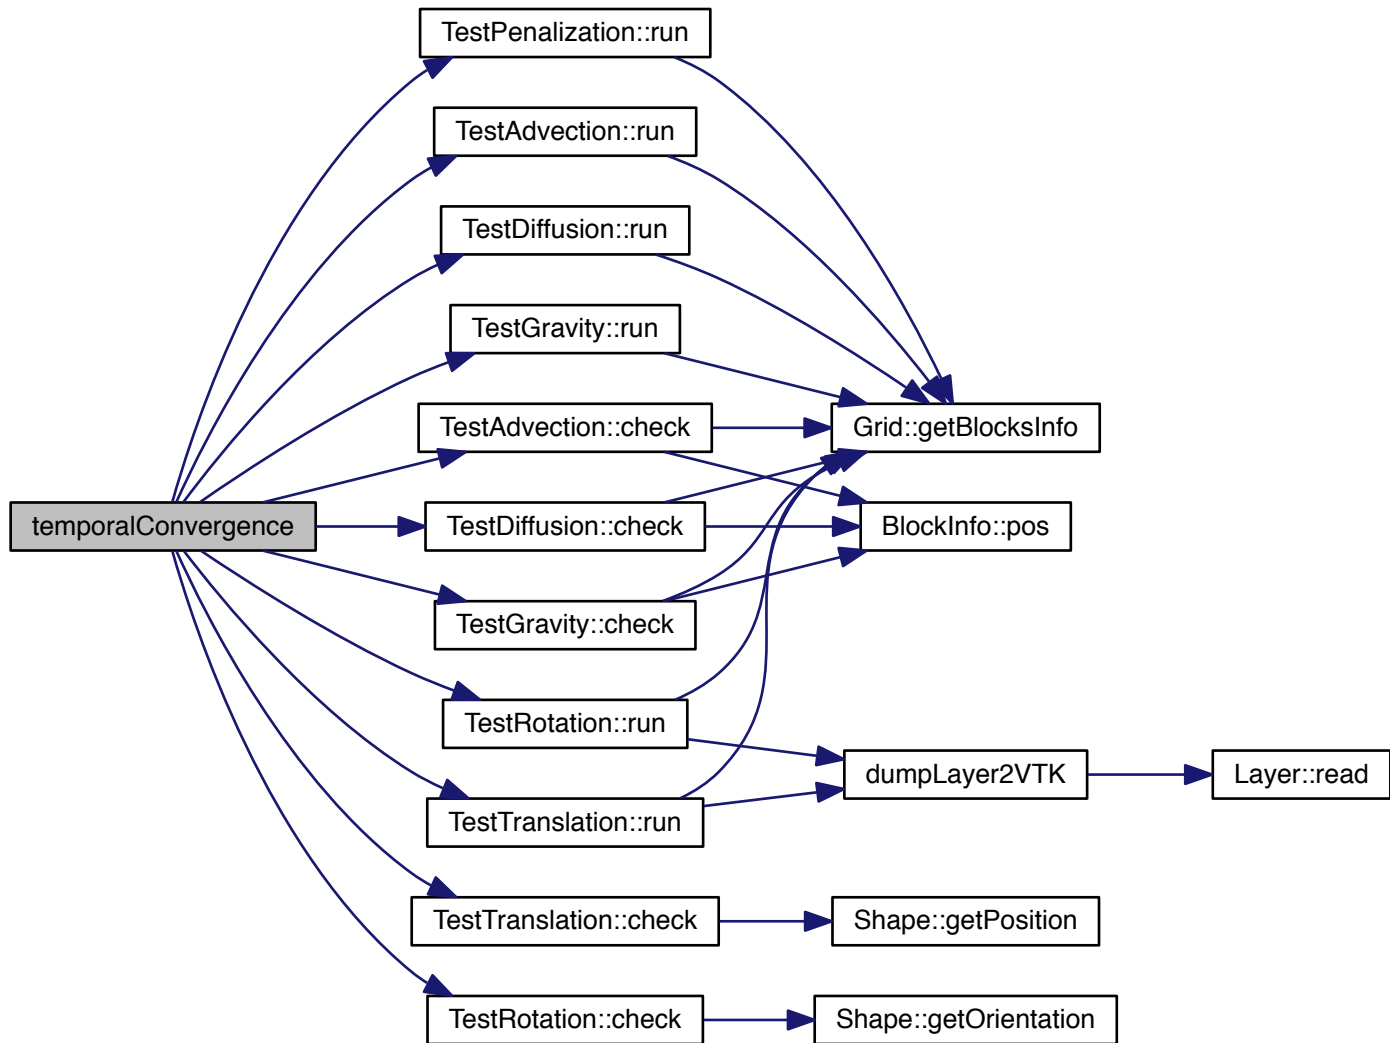 TestPenalization::run
TestAdvection::run
TestDiffusion::run
TestGravity::run
TestAdvection::check
Grid::getBlocksInfo
temporalConvergence
TestDiffusion::check
BlockInfo::pos
TestGravity::check
TestRotation::run
dumpLayer2VTK
Layer::read
TestTranslation::run
TestTranslation::check
Shape::getPosition
TestRotation::check
Shape::getOrientation